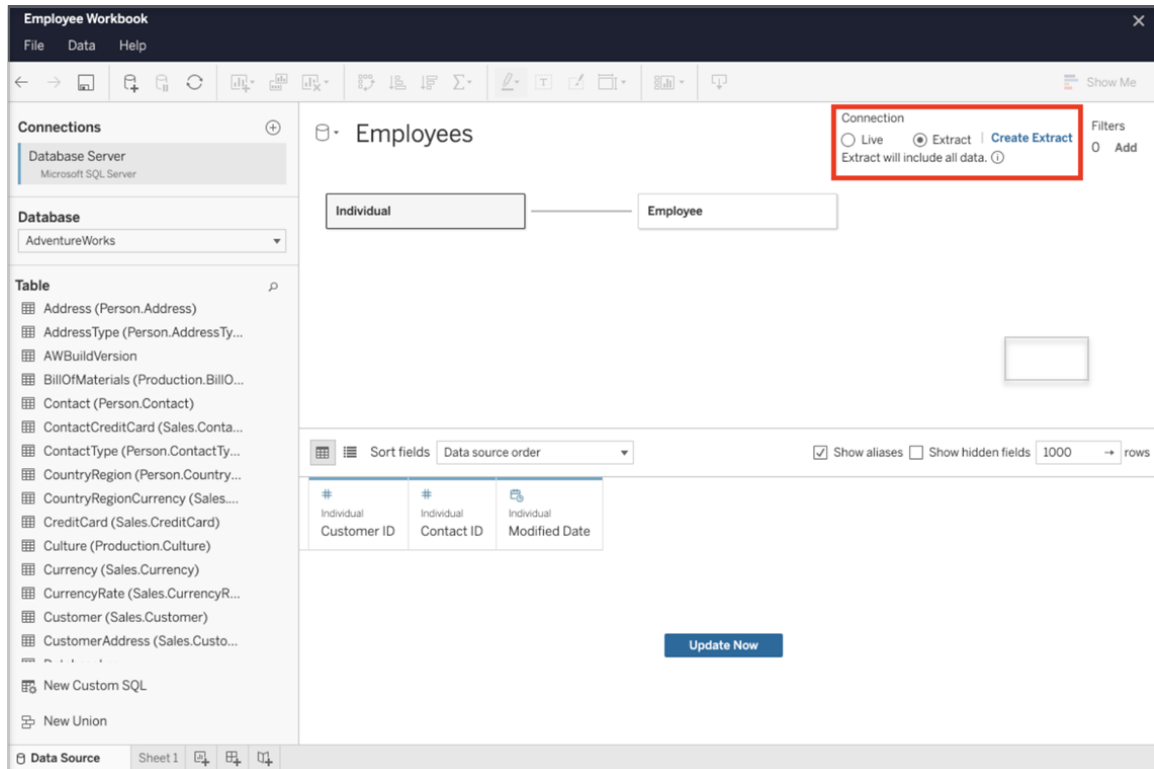 Employee Workbook
File Data Help
Show Me
Connections
Database Server
Microsoft SQL Server
Database
AdventureWorks
Table
Address (Person.Address)
AddressType (Person.AddressTy...
AWBuildVersion
BillOfMaterials (Production.BillO...
Contact (Person.Contact)
ContactCreditCard (Sales.Conta...
ContactType (Person.ContactTy...
CountryRegion (Person.Country...
CountryRegionCurrency (Sales....
CreditCard (Sales.CreditCard)
Culture (Production.Culture)
Currency (Sales.Currency)
CurrencyRate (Sales.CurrencyR...
Customer (Sales.Customer)
CustomerAddress (Sales.Custo...
New Custom SQL
New Union
Employees
Connection
Live Extract | Create Extract
Extract will include all data.
Filters
0 Add
Individual Employee
Sort fields Data source order Show aliases Show hidden fields 1000 → rows
# # 
Individual Individual Individual
Customer ID Contact ID Modified Date
Update Now
Data Source Sheet 1